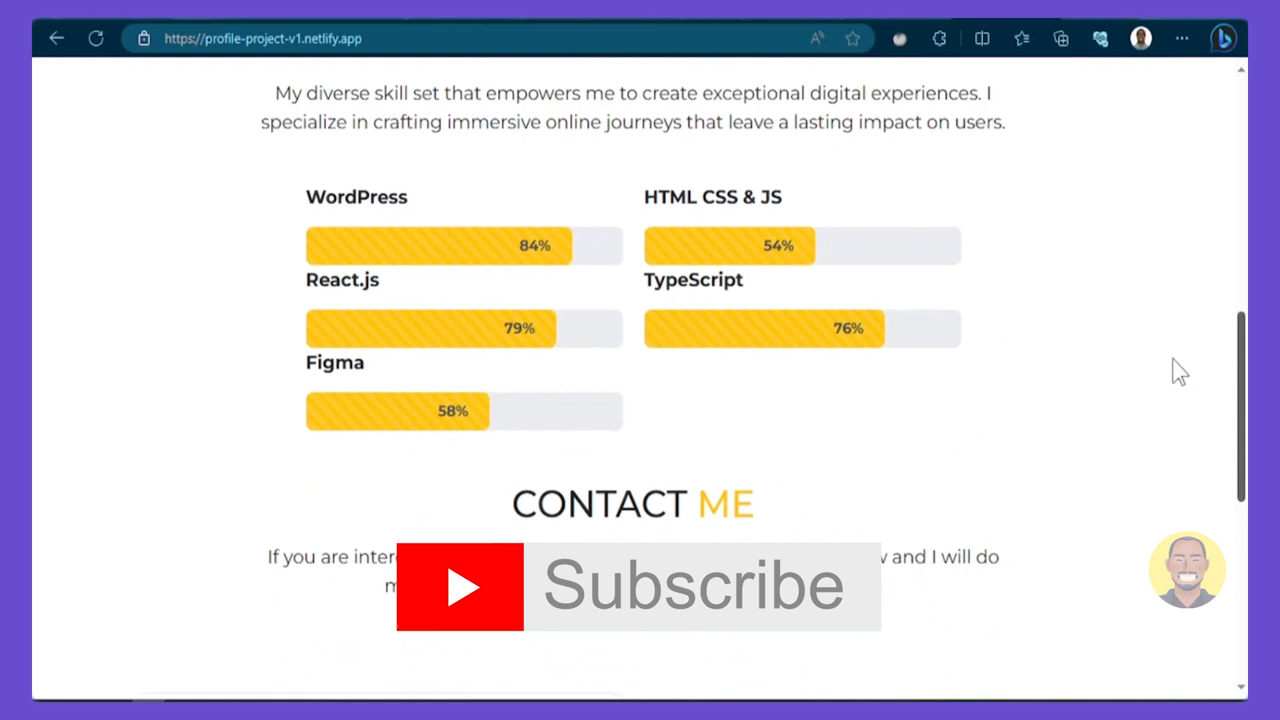 https://profile-project-v1.netlify.app
My diverse skill set that empowers me to create exceptional digital experiences. I
specialize in crafting immersive online journeys that leave a lasting impact on users.
WordPress
84%
HTML CSS & JS
54%
React.js
79%
TypeScript
76%
Figma
58%
CONTACT ME
If you are and I will do
Subscribe